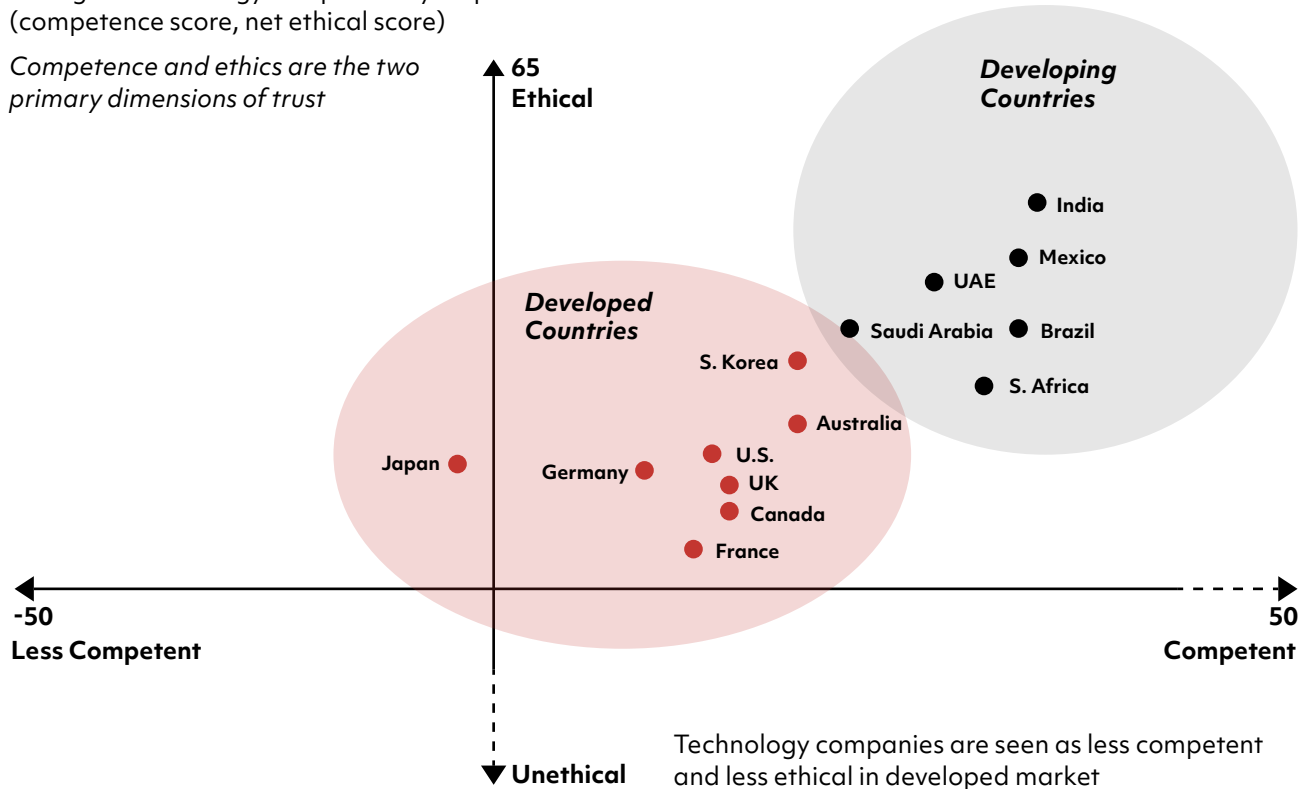 (competence score, net ethical score)
Competence and ethics are the two
primary dimensions of trust
65
Ethical
Developing
Countries
India
Mexico
UAE
Saudi Arabia
Brazil
S. Africa
Developed
Countries
S. Korea
Australia
Japan
Germany
U.S.
UK
Canada
France
-50
Less Competent
50
Competent
Unethical
Technology companies are seen as less competent
and less ethical in developed market